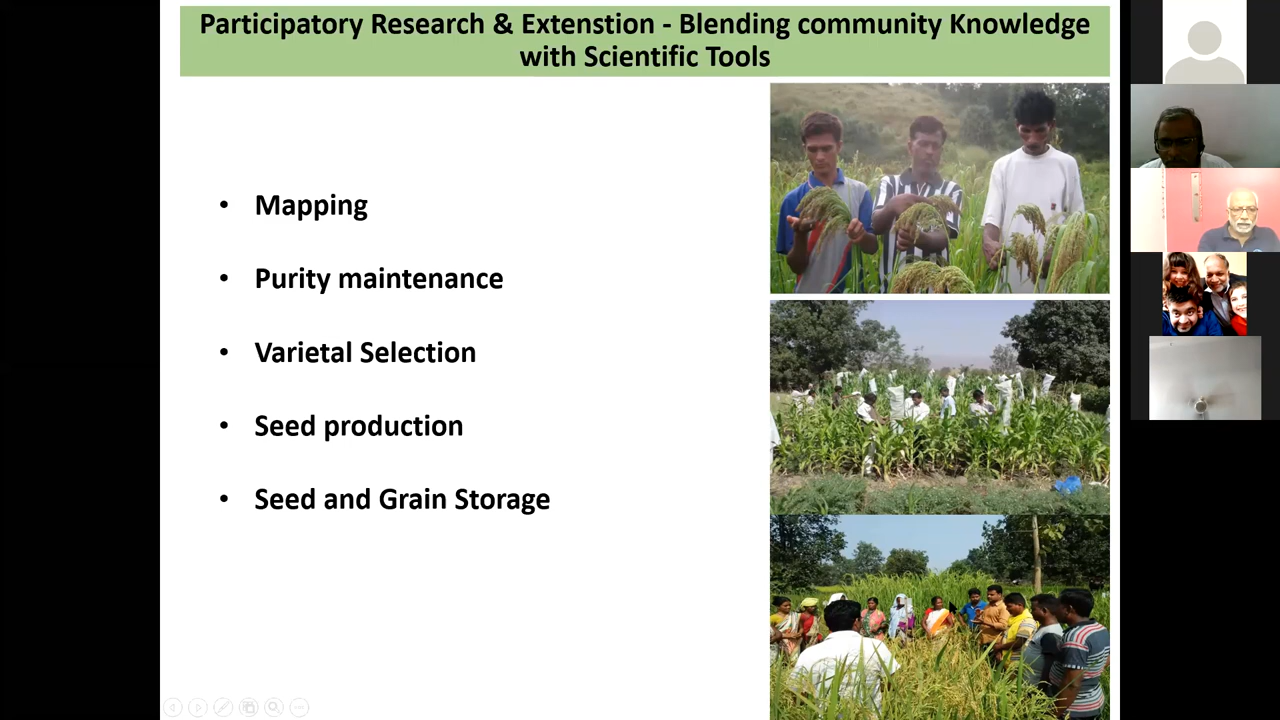 Participatory Research & Extenstion - Blending community Knowledge
with Scientific Tools
• Mapping
• Purity maintenance
• Varietal Selection
• Seed production
• Seed and Grain Storage